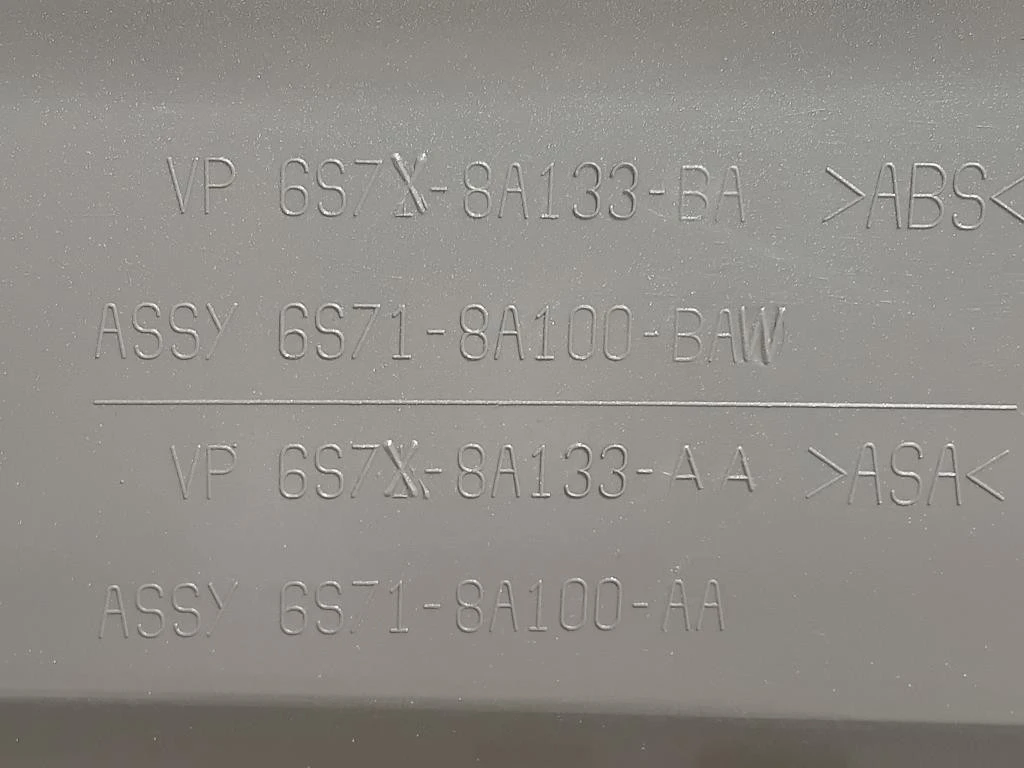 VP 6S7X-8A133-BA >ABS<
ASSY 6S71-8A100-BAW
VP 6S7X-8A133-AA >ASA<
ASSY 6S71-8A100-AA